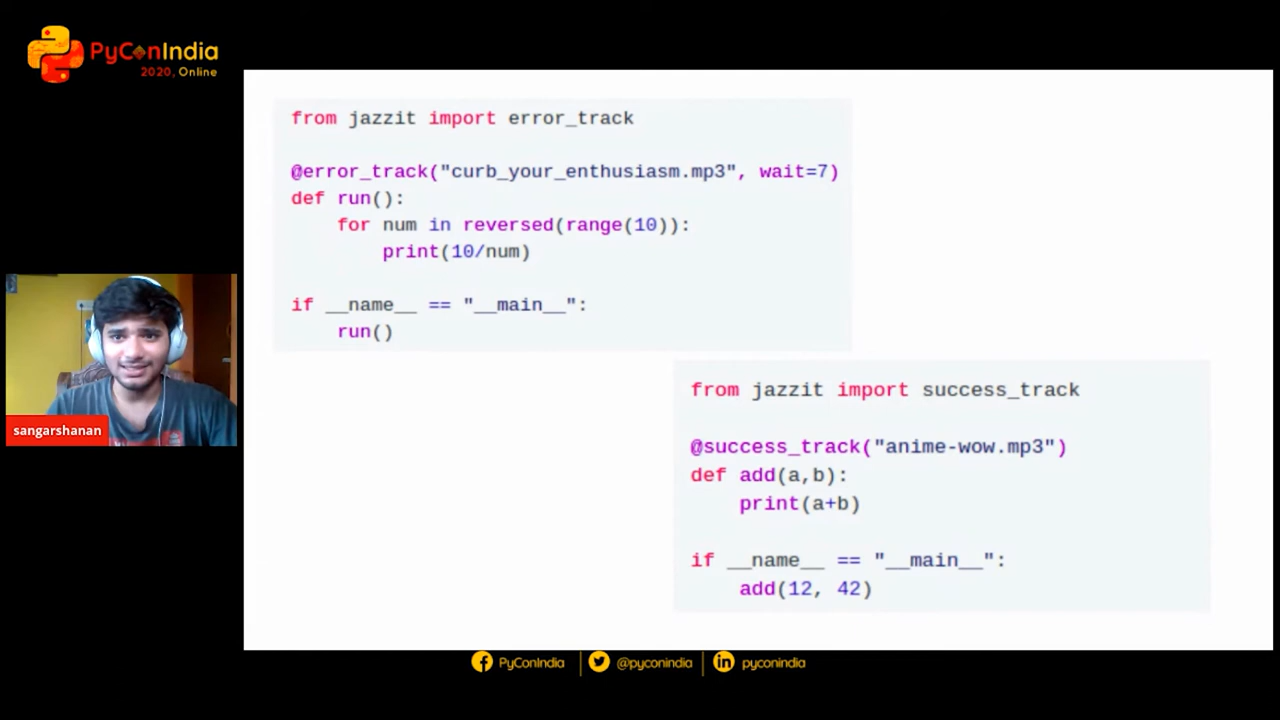 PyConIndia
2020, Online
from jazzit import error_track
@error_track("curb_your_enthusiasm.mp3", wait=7)
def run():
    for num in reversed(range(10)):
        print(10/num)
if __name__ == "__main__":
    run()
from jazzit import success_track
@success_track("anime-wow.mp3")
def add(a,b):
    print(a+b)
if __name__ == "__main__":
    add(12, 42)
sangarshanan
PyConIndia
@pyconindia
pyconindia